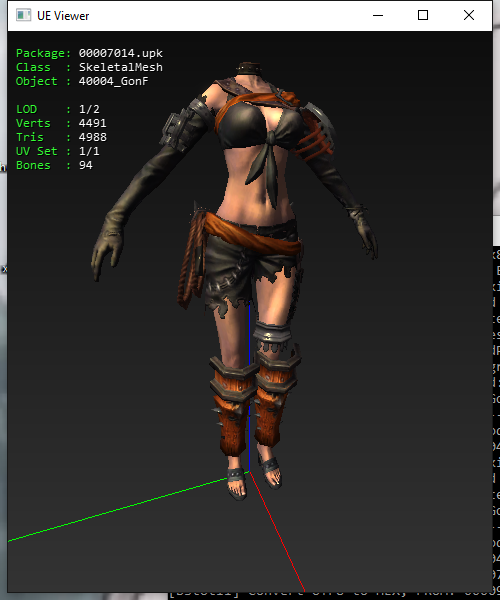 UE Viewer
Package: 00007014.upk
Class : SkeletalMesh
Object : 40004_GonF
LOD : 1/2
Verts : 4491
Tris : 4988
UV Set : 1/1
Bones : 94